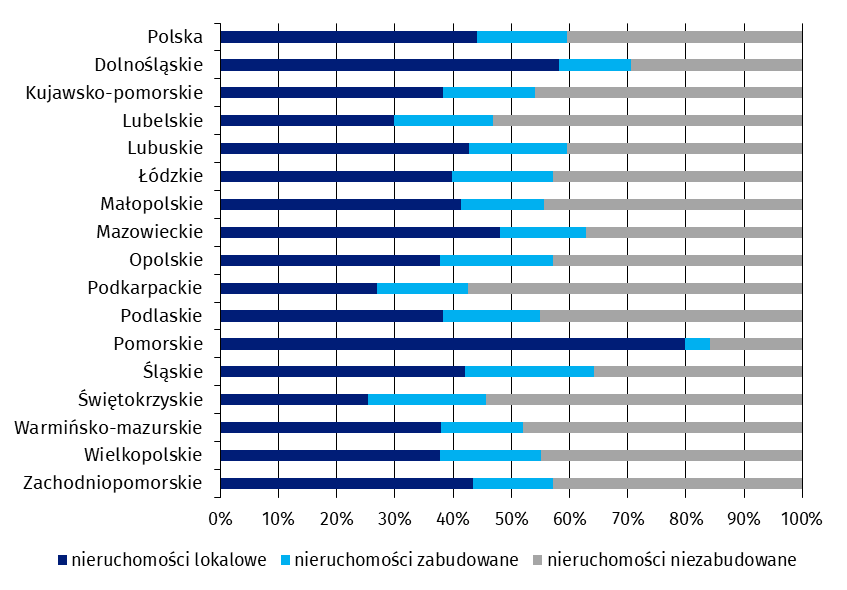 Polska
Dolnośląskie
Kujawsko-pomorskie
Lubelskie
Lubuskie
Łódzkie
Małopolskie
Mazowieckie
Opolskie
Podkarpackie
Podlaskie
Pomorskie
Śląskie
Świętokrzyskie
Warmińsko-mazurskie
Wielkopolskie
Zachodniopomorskie
0% 10% 20% 30% 40% 50% 60% 70% 80% 90% 100%
nieruchomości lokalowe nieruchomości zabudowane nieruchomości niezabudowane